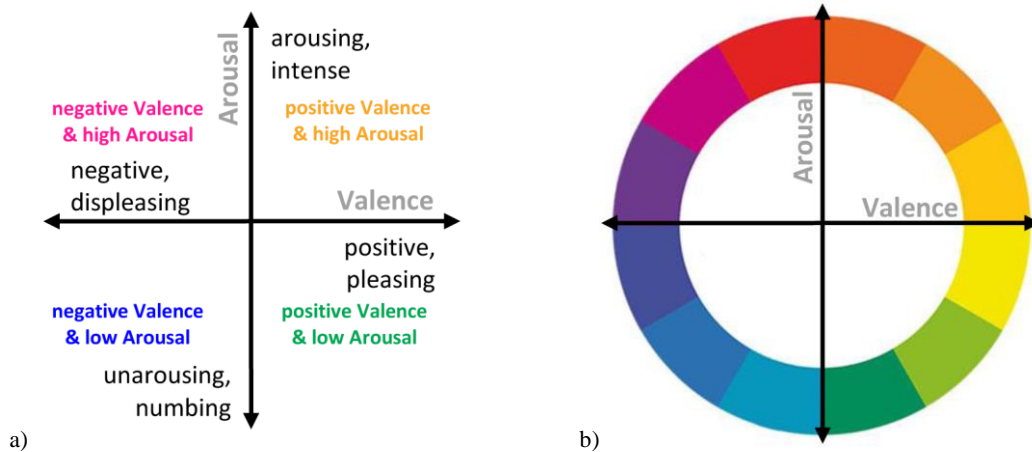 Arousal
arousing,
intense
negative Valence
& high Arousal
positive Valence
& high Arousal
negative,
displeasing
Valence
positive,
pleasing
negative Valence
& low Arousal
positive Valence
& low Arousal
unarousing,
numbing
a)
Arousal
Valence
b)